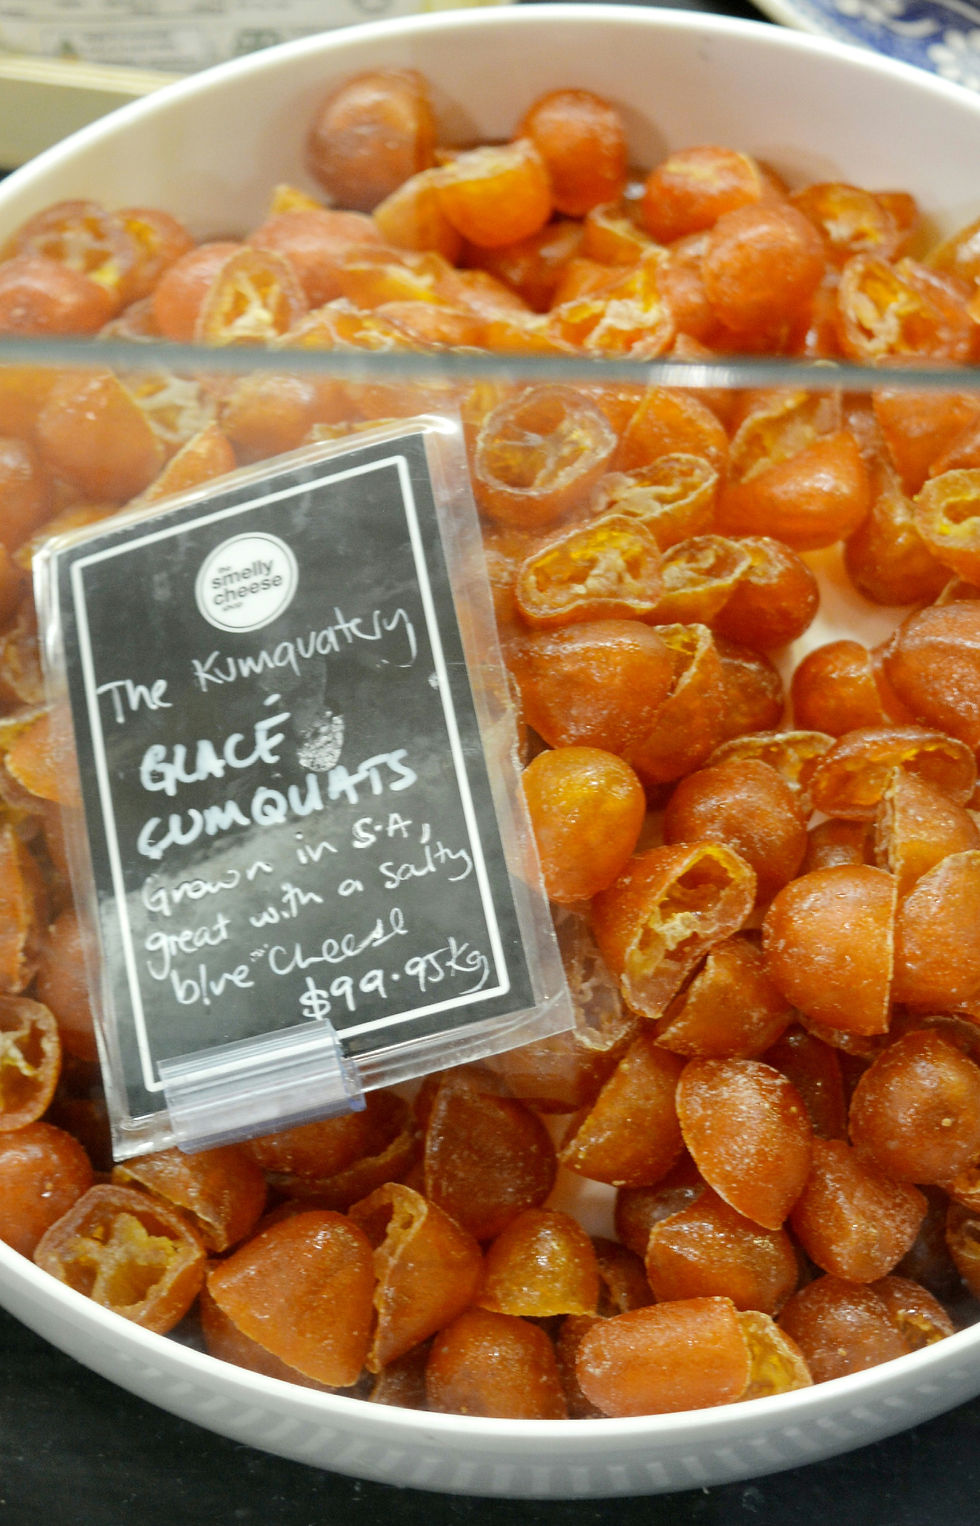 the
smelly
cheese
shop
The Kumquatery
GLACÉ
CUMQUATS
Grown in S.A,
great with a salty
blue cheese
$99.95kg